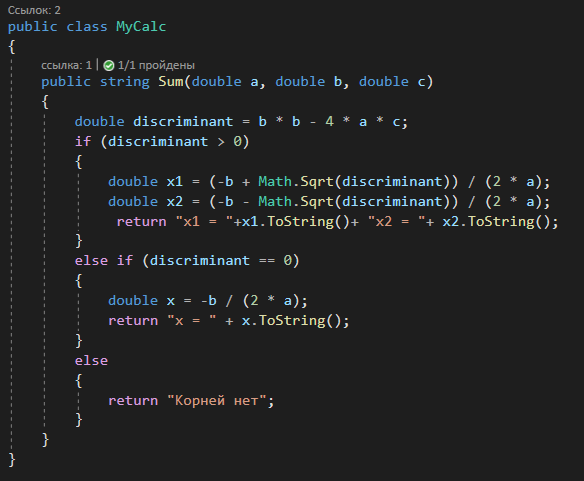 Ссылок: 2
public class MyCalc
{
ссылка: 1 | 1/1 пройдены
public string Sum(double a, double b, double c)
{
double discriminant = b * b - 4 * a * c;
if (discriminant > 0)
{
double x1 = (-b + Math.Sqrt(discriminant)) / (2 * a);
double x2 = (-b - Math.Sqrt(discriminant)) / (2 * a);
return "x1 = "+x1.ToString()+ "x2 = "+ x2.ToString();
}
else if (discriminant == 0)
{
double x = -b / (2 * a);
return "x = " + x.ToString();
}
else
{
return "Корней нет";
}
}
}